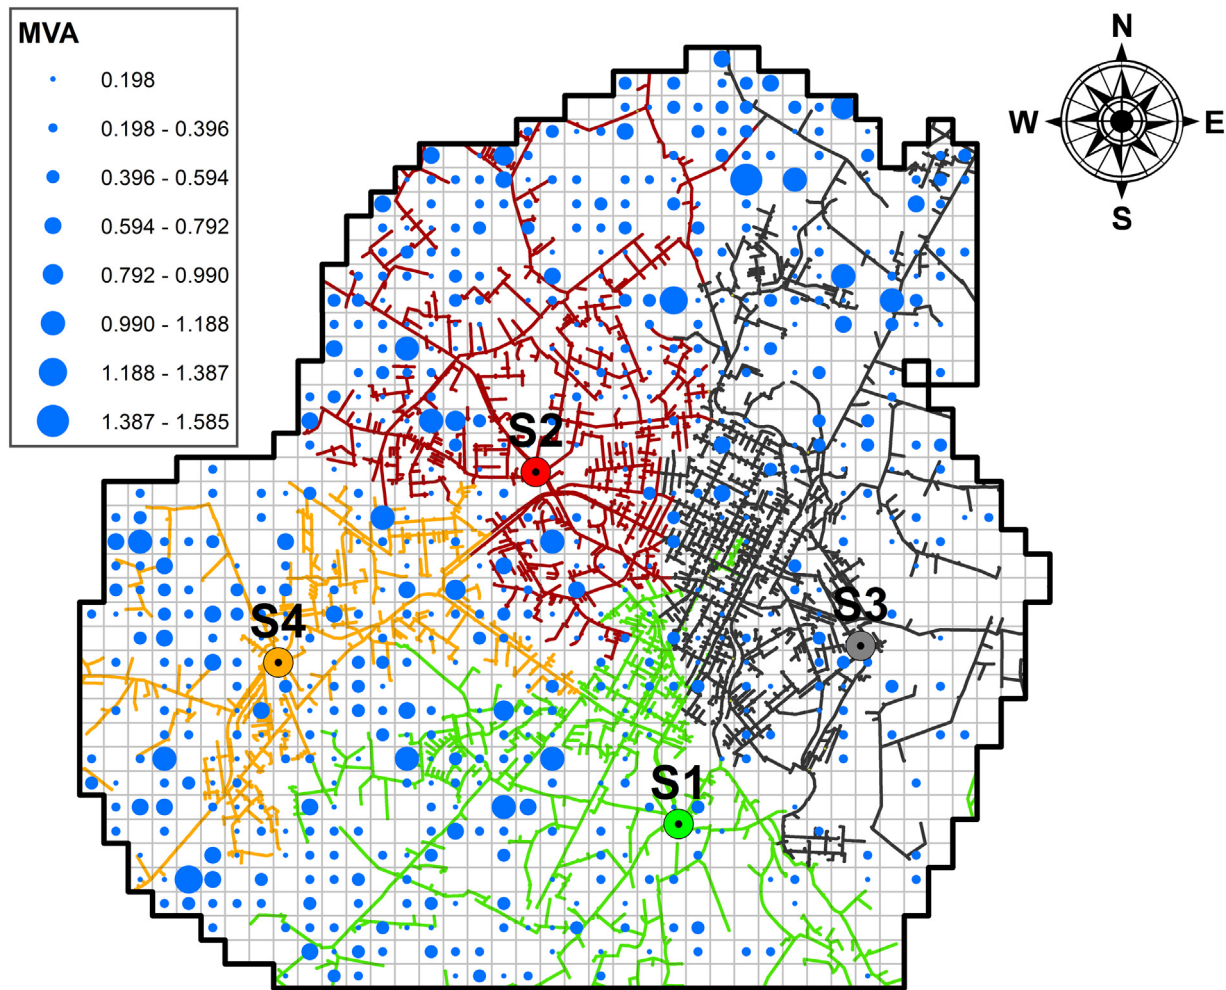 MVA
0.198
0.198 - 0.396
0.396 - 0.594
0.594 - 0.792
0.792 - 0.990
0.990 - 1.188
1.188 - 1.387
1.387 - 1.585
N
W
E
S
S2
S3
S4
S1